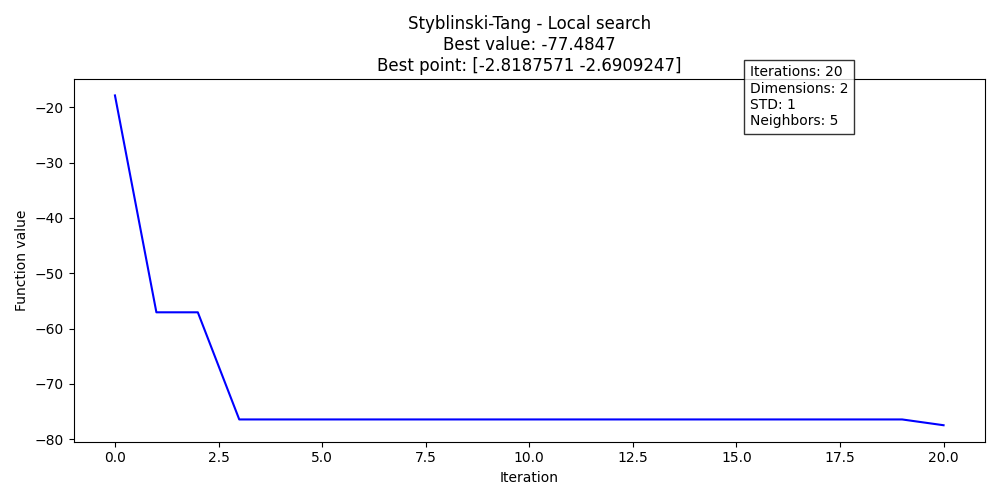 Styblinski-Tang - Local search
Best value: -77.4847
Best point: [-2.8187571 -2.6909247]
Iterations: 20
Dimensions: 2
STD: 1
Neighbors: 5
−20
−30
−40
−50
−60
−70
−80
Function value
0.0 2.5 5.0 7.5 10.0 12.5 15.0 17.5 20.0
Iteration